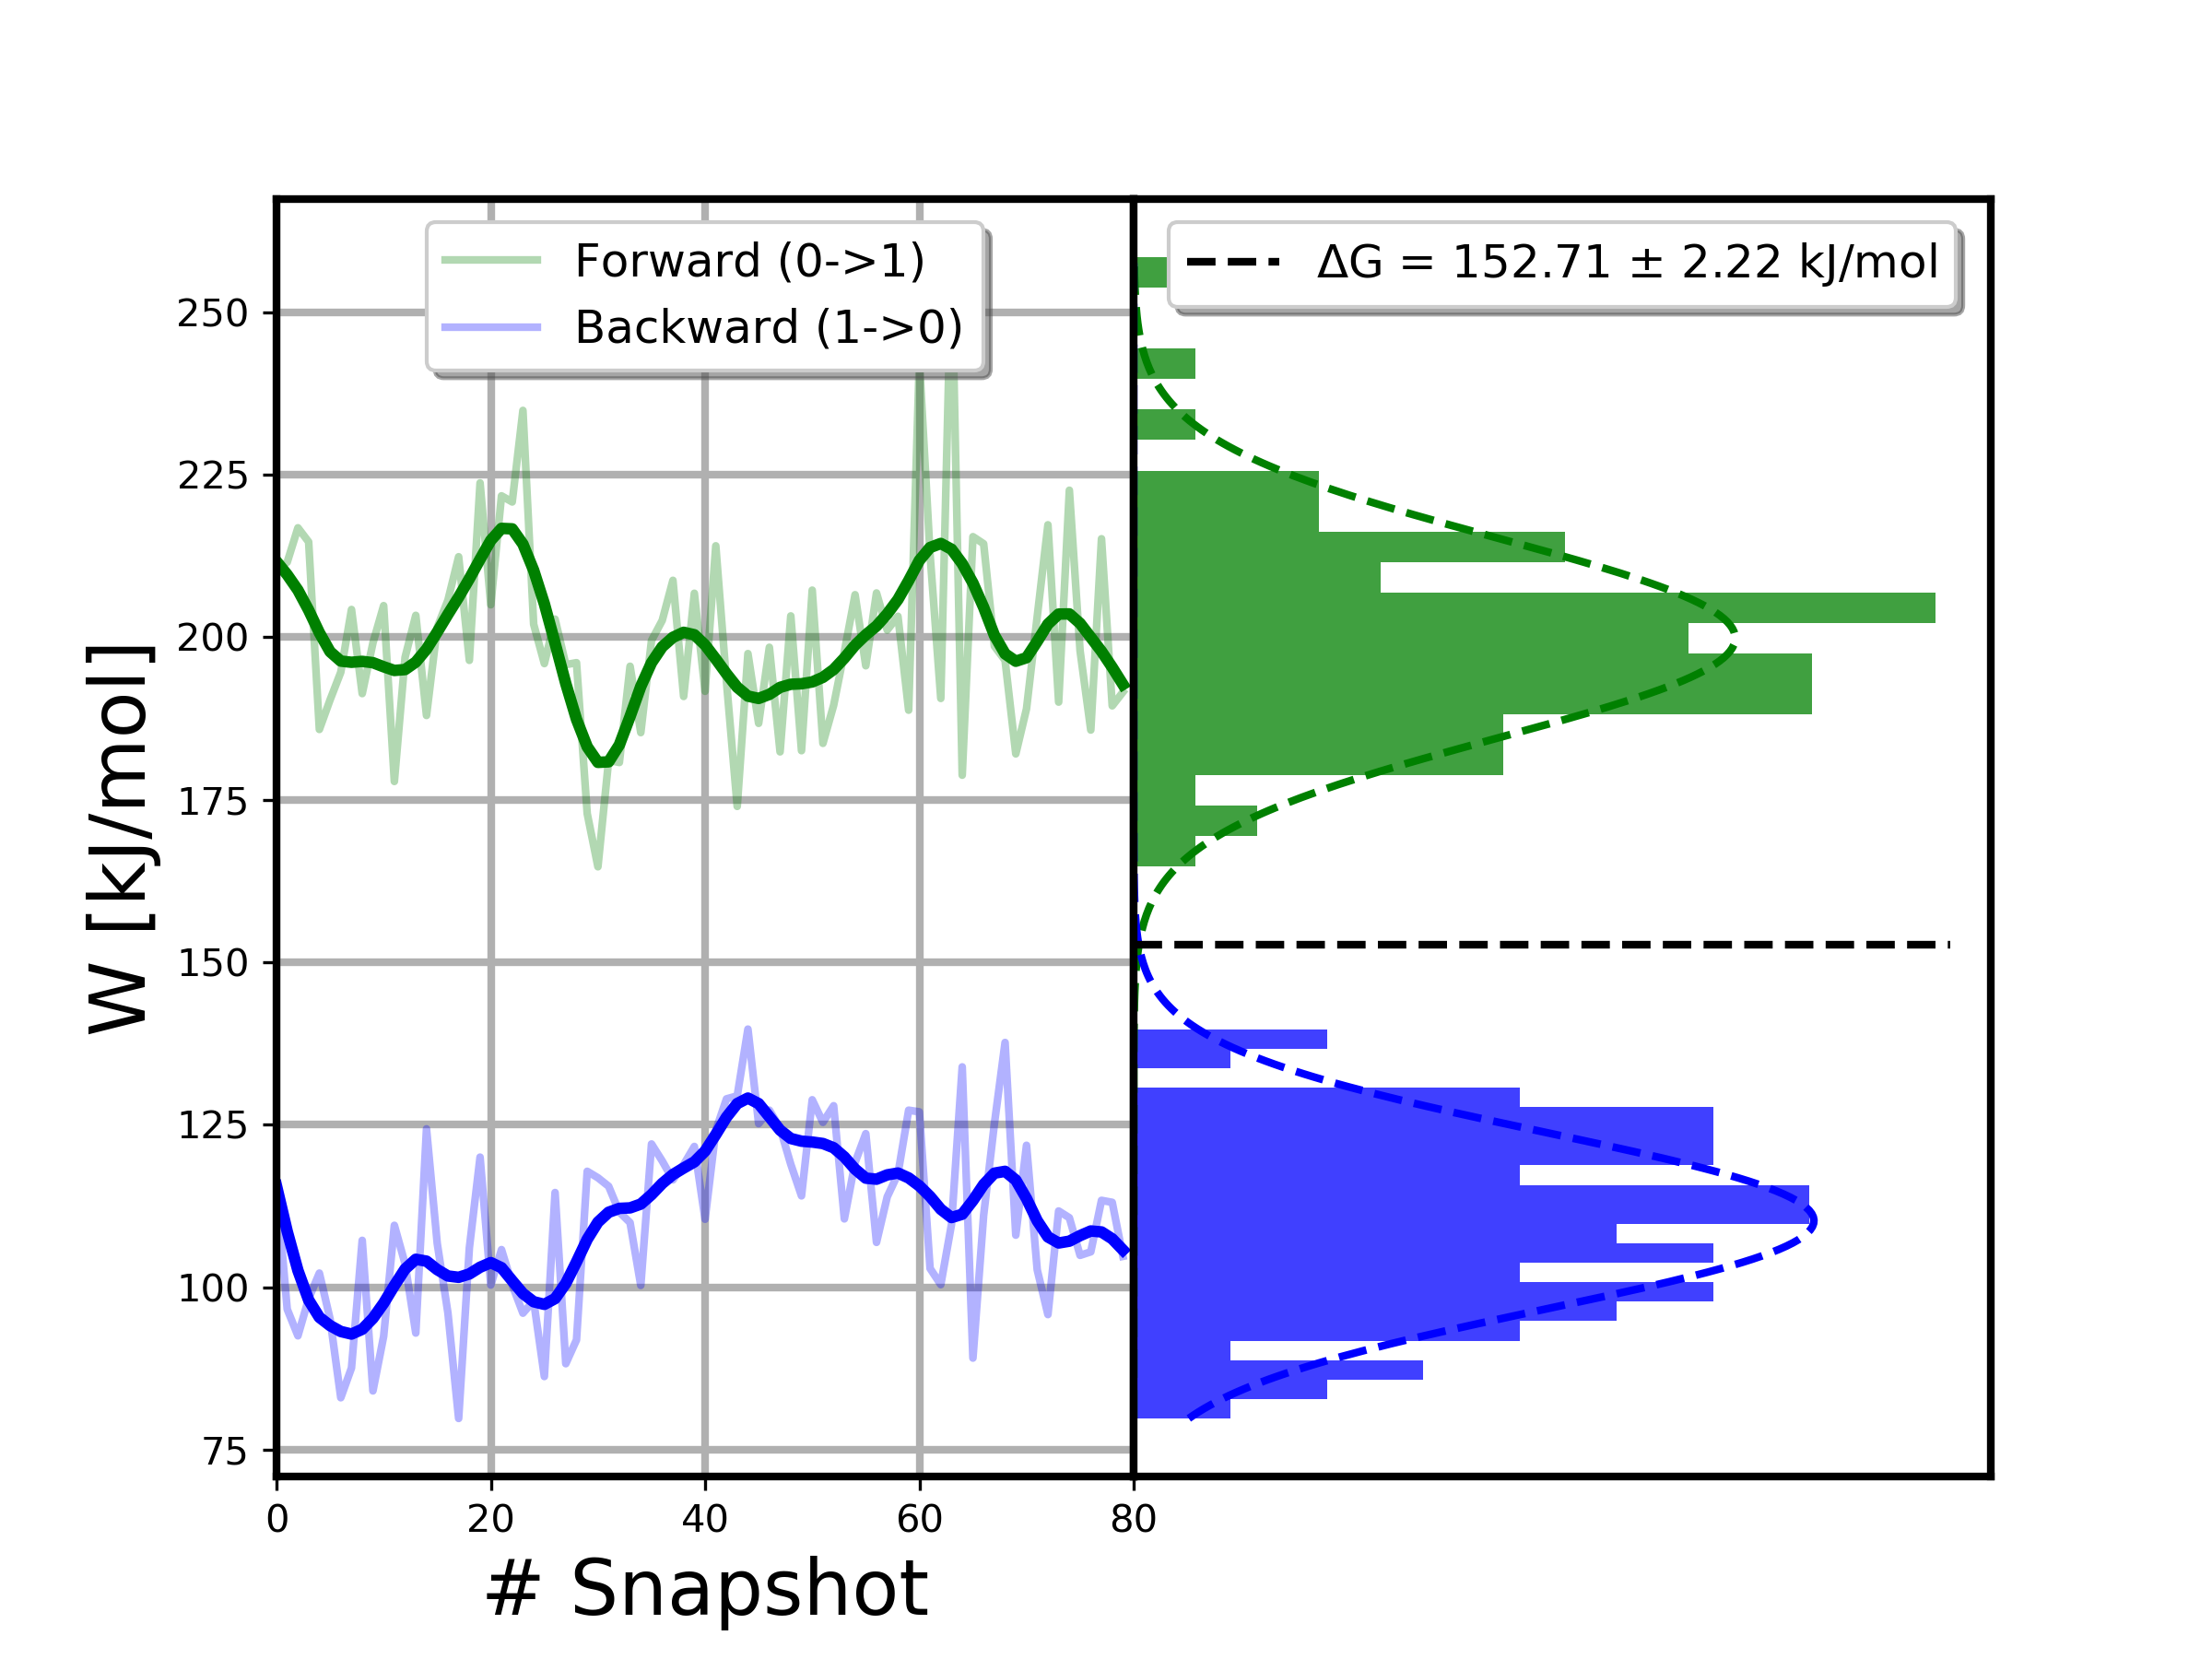 Forward (0->1)
Backward (1->0)
ΔG = 152.71 ± 2.22 kJ/mol
W [kJ/mol]
250
225
200
175
150
125
100
75
0 20 40 60 80
# Snapshot